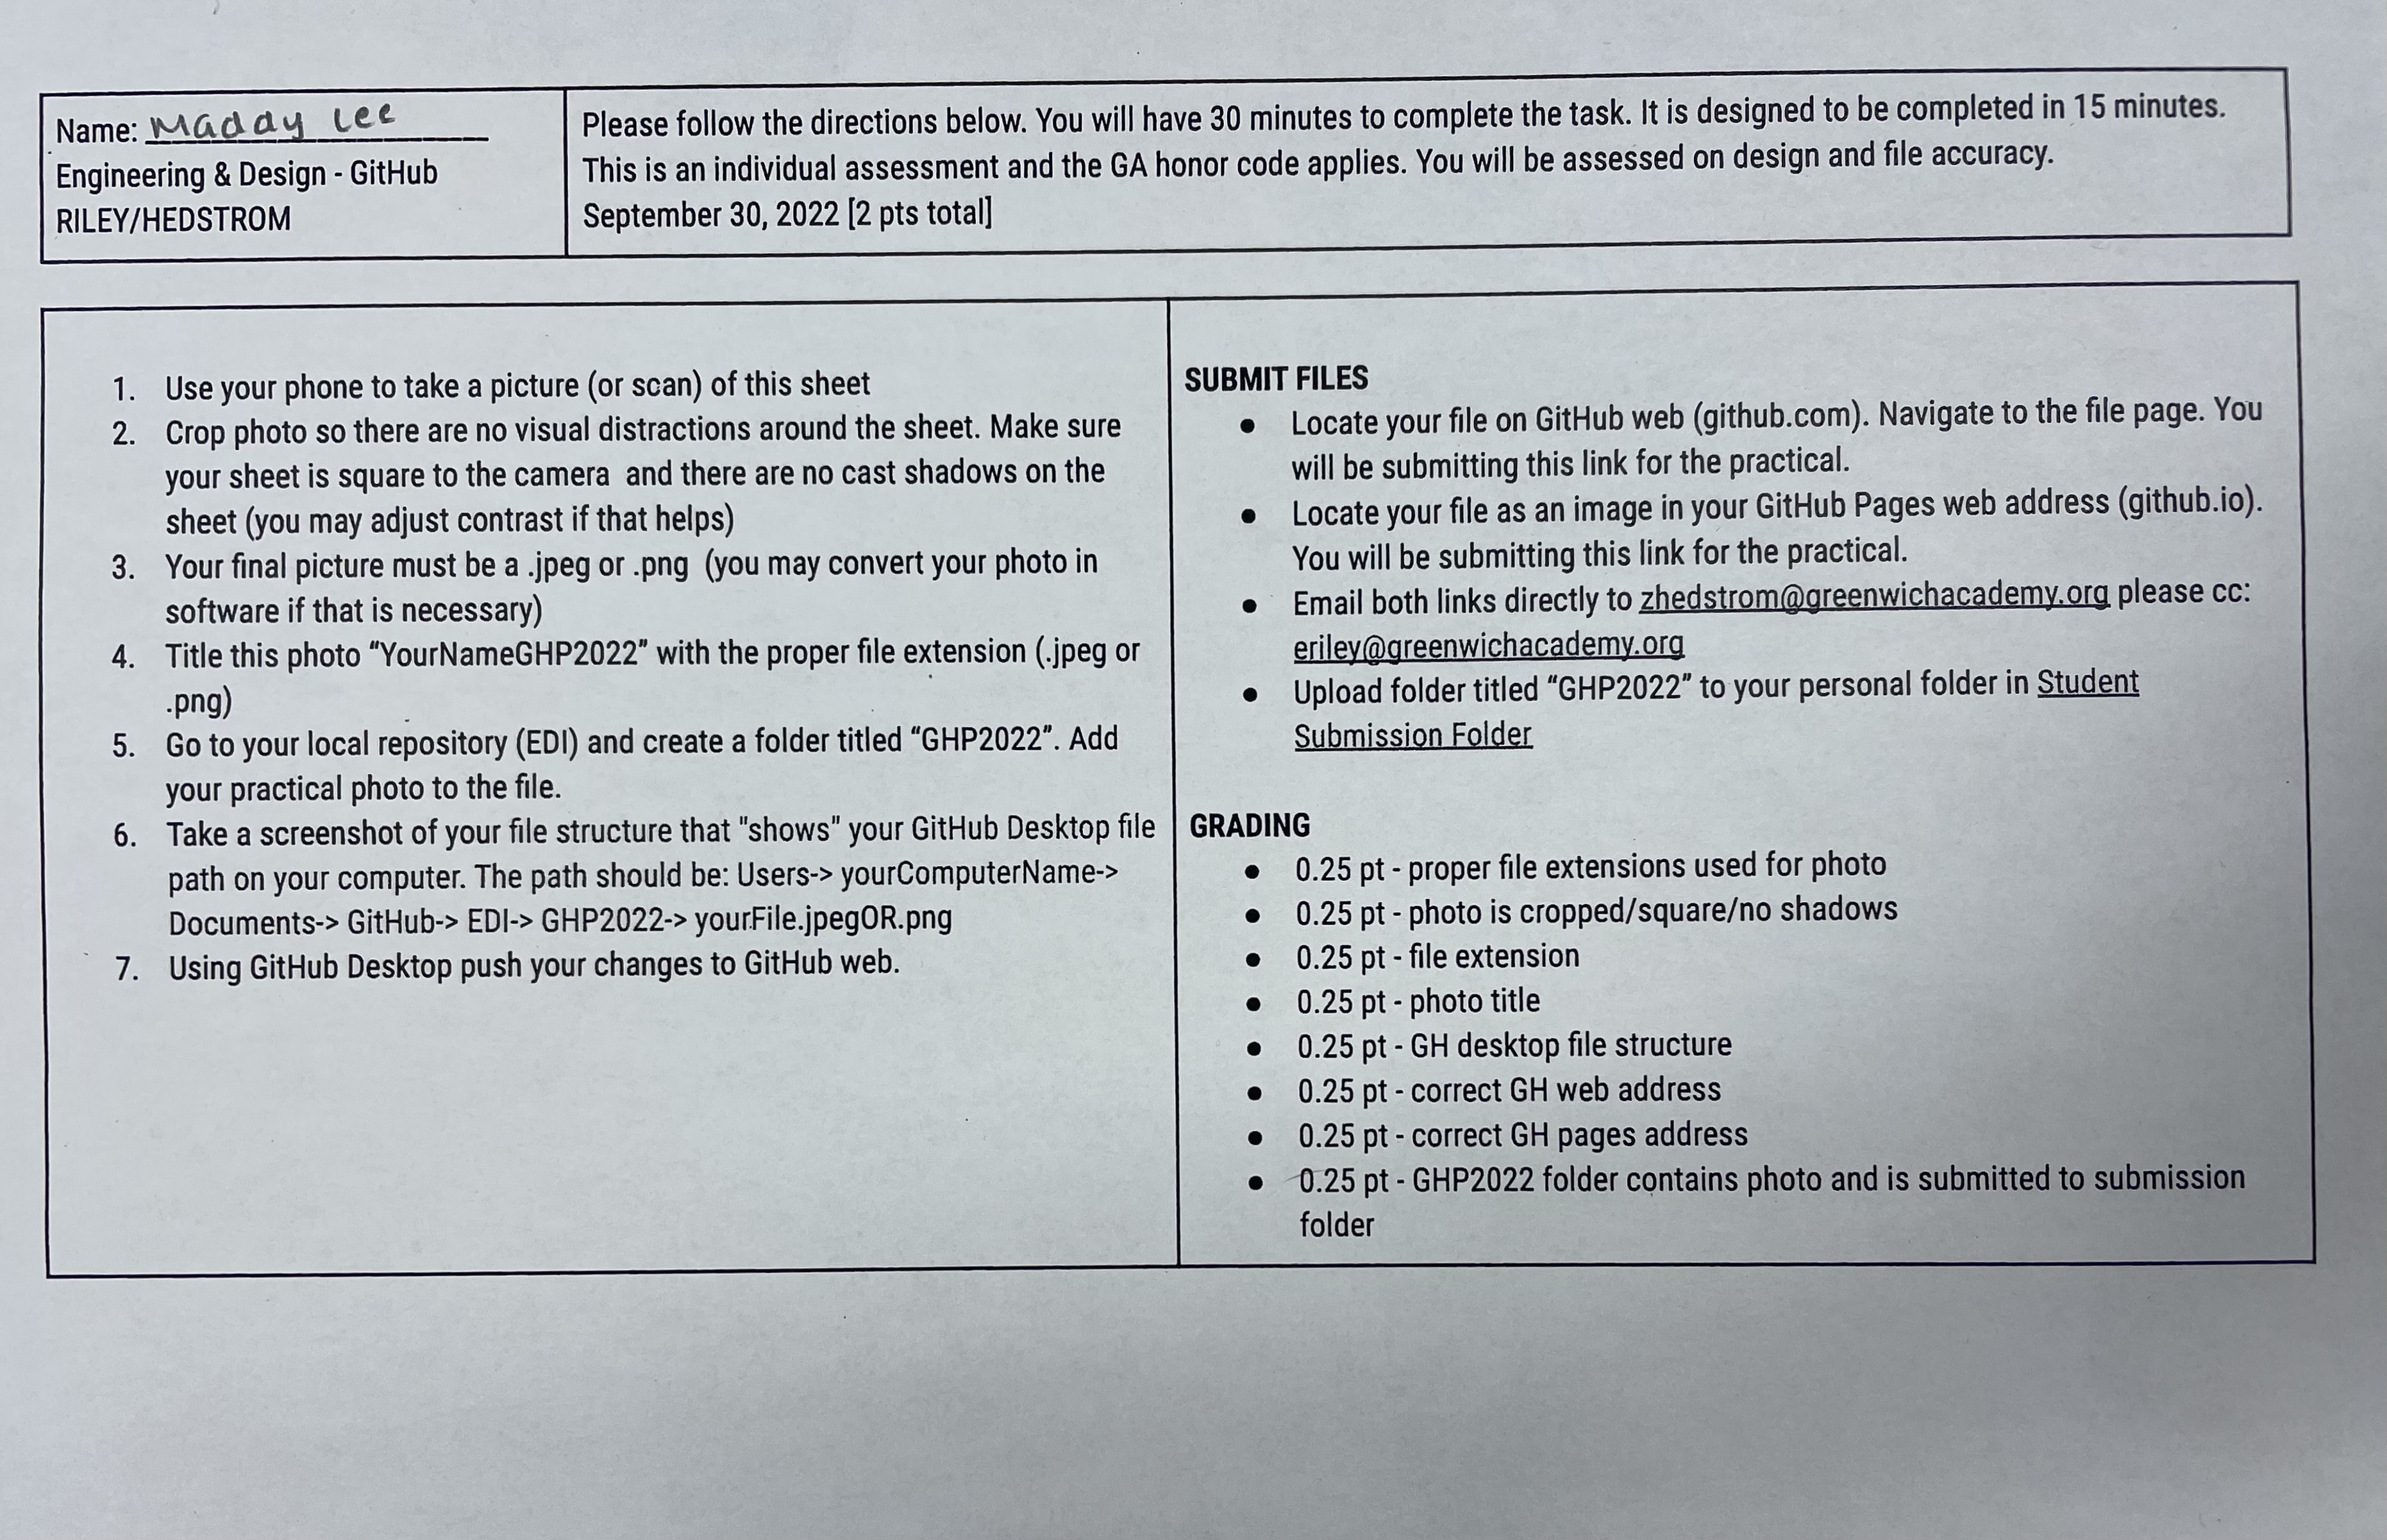 Name: Maddy Lee
Engineering & Design - GitHub
RILEY/HEDSTROM
Please follow the directions below. You will have 30 minutes to complete the task. It is designed to be completed in 15 minutes.
This is an individual assessment and the GA honor code applies. You will be assessed on design and file accuracy.
September 30, 2022 [2 pts total]
1. Use your phone to take a picture (or scan) of this sheet
2. Crop photo so there are no visual distractions around the sheet. Make sure
your sheet is square to the camera and there are no cast shadows on the
sheet (you may adjust contrast if that helps)
3. Your final picture must be a .jpeg or .png (you may convert your photo in
software if that is necessary)
4. Title this photo “YourNameGHP2022” with the proper file extension (.jpeg or
.png)
5. Go to your local repository (EDI) and create a folder titled “GHP2022”. Add
your practical photo to the file.
6. Take a screenshot of your file structure that "shows" your GitHub Desktop file
path on your computer. The path should be: Users-> yourComputerName->
Documents-> GitHub-> EDI-> GHP2022-> yourFile.jpegOR.png
7. Using GitHub Desktop push your changes to GitHub web.
SUBMIT FILES
● Locate your file on GitHub web (github.com). Navigate to the file page. You
will be submitting this link for the practical.
● Locate your file as an image in your GitHub Pages web address (github.io).
You will be submitting this link for the practical.
● Email both links directly to zhedstrom@greenwichacademy.org please cc:
eriley@greenwichacademy.org
● Upload folder titled “GHP2022” to your personal folder in Student
Submission Folder
GRADING
● 0.25 pt - proper file extensions used for photo
● 0.25 pt - photo is cropped/square/no shadows
● 0.25 pt - file extension
● 0.25 pt - photo title
● 0.25 pt - GH desktop file structure
● 0.25 pt - correct GH web address
● 0.25 pt - correct GH pages address
● 0.25 pt - GHP2022 folder contains photo and is submitted to submission
folder